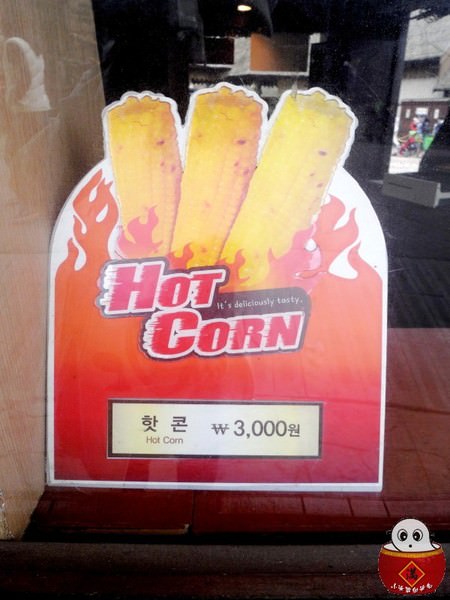 HOT
It's deliciously tasty.
CORN
핫 콘
Hot Corn
₩ 3,000원